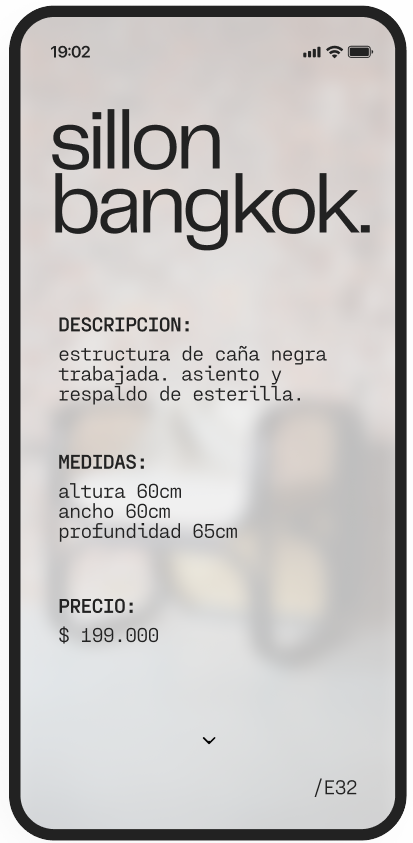 19:02
sillon
bangkok.
DESCRIPCION:
estructura de caña negra
trabajada. asiento y
respaldo de esterilla.
MEDIDAS:
altura 60cm
ancho 60cm
profundidad 65cm
PRECIO:
$ 199.000
/E32